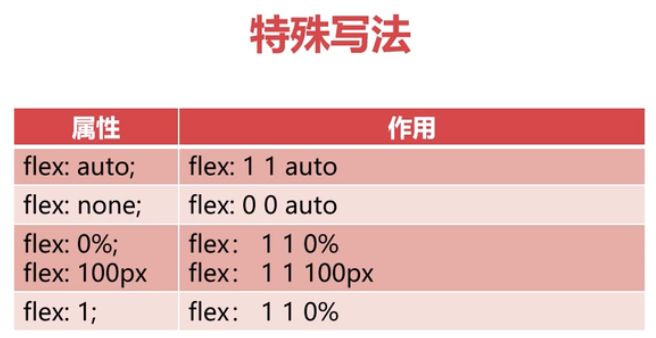 特殊写法
属性 作用
flex: auto; flex: 1 1 auto
flex: none; flex: 0 0 auto
flex: 0%; flex： 1 1 0%
flex: 100px flex： 1 1 100px
flex: 1; flex： 1 1 0%